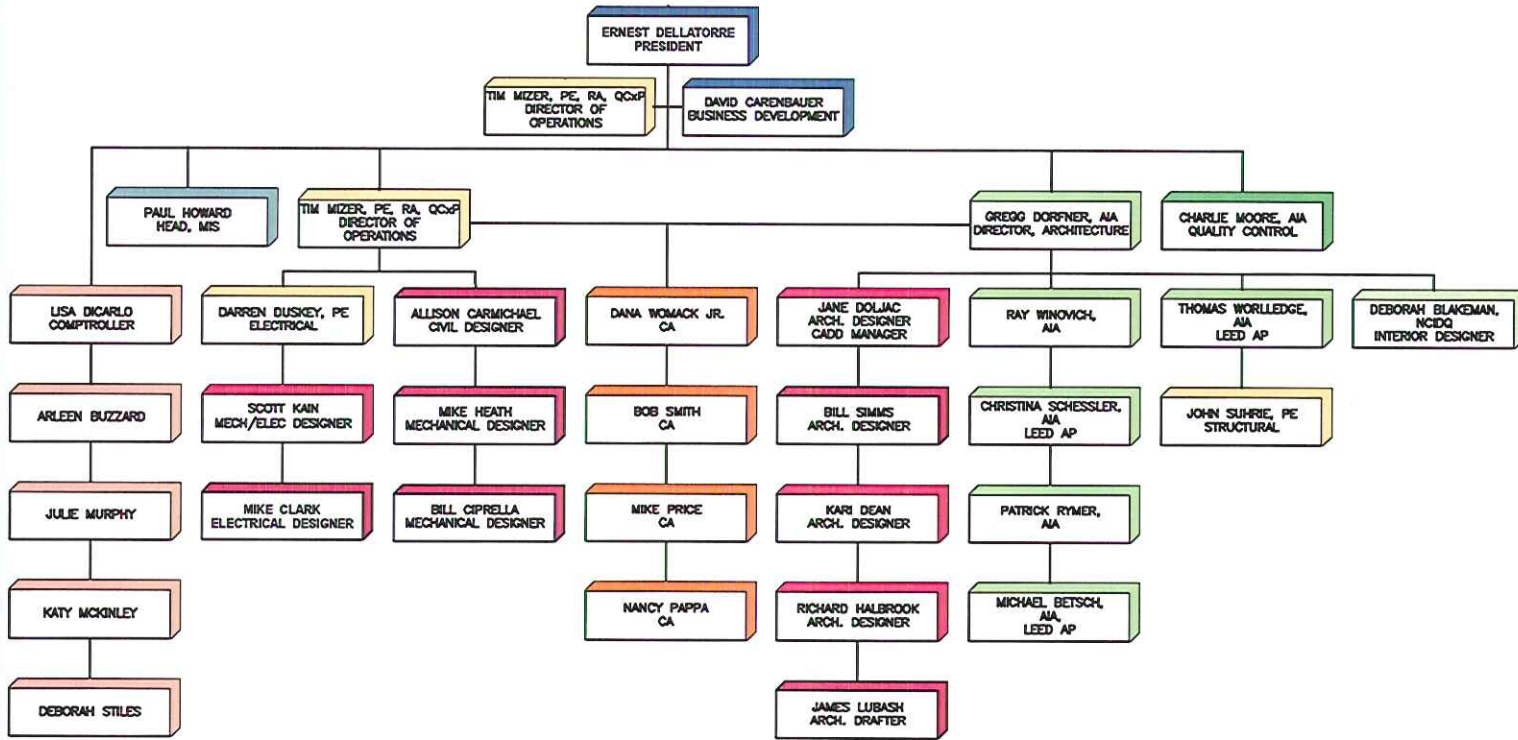 ERNEST DELLATORRE
PRESIDENT
TIM MIZER, PE, RA, QCxP
DIRECTOR OF
OPERATIONS
DAVID CARENBAUER
BUSINESS DEVELOPMENT
PAUL HOWARD
HEAD, MIS
TIM MIZER, PE, RA, QCxP
DIRECTOR OF
OPERATIONS
GREGG DORFNER, AIA
DIRECTOR, ARCHITECTURE
CHARLIE MOORE, AIA
QUALITY CONTROL
LISA DICARLO
COMPTROLLER
DARREN DUSKEY, PE
ELECTRICAL
ALLISON CARMICHAEL
CIVIL DESIGNER
DANA WOMACK JR.
CA
JANE DOLJAC
ARCH. DESIGNER
CADD MANAGER
RAY WINOVICH,
AIA
THOMAS WORLLEDGE,
AIA
LEED AP
DEBORAH BLAKEMAN,
NCIDQ
INTERIOR DESIGNER
ARLEEN BUZZARD
SCOTT KAIN
MECH/ELEC DESIGNER
MIKE HEATH
MECHANICAL DESIGNER
BOB SMITH
CA
BILL SIMMS
ARCH. DESIGNER
CHRISTINA SCHESSLER,
AIA
LEED AP
JOHN SUHRIE, PE
STRUCTURAL
JULIE MURPHY
MIKE CLARK
ELECTRICAL DESIGNER
BILL CIPRELLA
MECHANICAL DESIGNER
MIKE PRICE
CA
KARI DEAN
ARCH. DESIGNER
PATRICK RYMER,
AIA
KATY MCKINLEY
NANCY PAPPA
CA
RICHARD HALBROOK
ARCH. DESIGNER
MICHAEL BETSCH,
AIA,
LEED AP
DEBORAH STILES
JAMES LUBASH
ARCH. DRAFTER